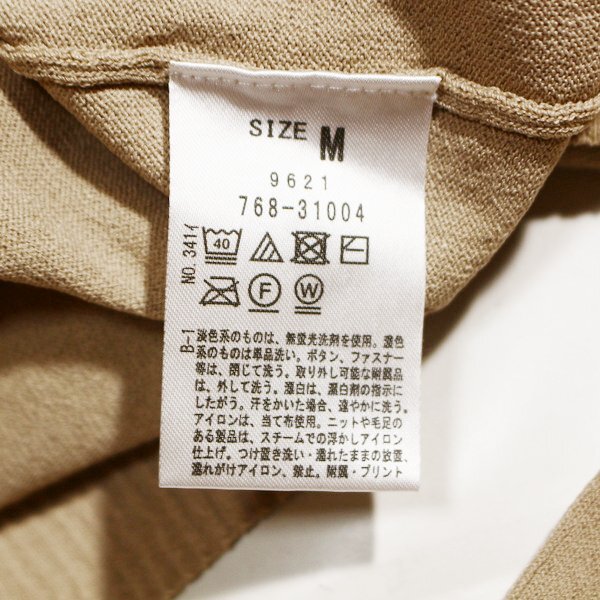 SIZE M
9621
768-31004
NO.3414
40
F W
B-1
淡色系のものは、無蛍光洗剤を使用。濃色
系のものは単品洗い。ボタン、ファスナー
等は、閉じて洗う。取り外し可能な附属品
は、外して洗う。漂白は、漂白剤の指示に
したがう。汗をかいた場合、速やかに洗う。
アイロンは、当て布使用。ニットや毛足の
ある製品は、スチームでの浮かしアイロン
仕上げ。つけ置き洗い・濡れたままの放置、
濡れがけアイロン、禁止。附属・プリント